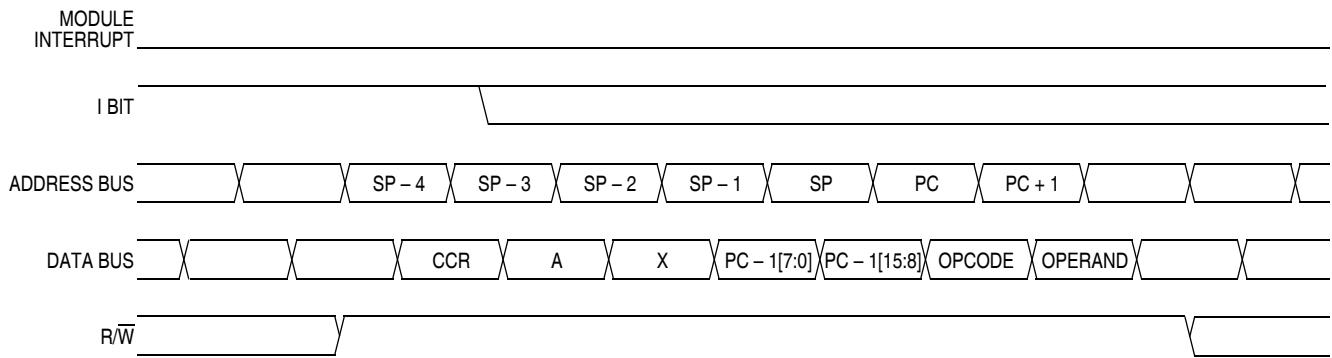 MODULE
INTERRUPT
I BIT
ADDRESS BUS SP – 4 SP – 3 SP – 2 SP – 1 SP PC PC + 1
DATA BUS CCR A X PC – 1[7:0] PC – 1[15:8] OPCODE OPERAND
R/W̅